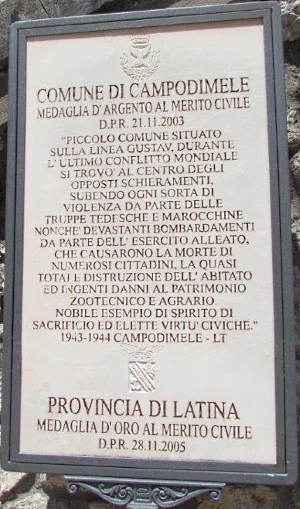 COMUNE DI CAMPODIMELE
MEDAGLIA D'ARGENTO AL MERITO CIVILE
D.P.R. 21.11.2003
"PICCOLO COMUNE SITUATO
SULLA LINEA GUSTAV, DURANTE
L'ULTIMO CONFLITTO MONDIALE
SI TROVO' AL CENTRO DEGLI
OPPOSTI SCHIERAMENTI,
SUBENDO OGNI SORTA DI
VIOLENZA DA PARTE DELLE
TRUPPE TEDESCHE E MAROCCHINE
NONCHE' DEVASTANTI BOMBARDAMENTI
DA PARTE DELL' ESERCITO ALLEATO,
CHE CAUSARONO LA MORTE DI
NUMEROSI CITTADINI, LA QUASI
TOTALE DISTRUZIONE DELL' ABITATO
ED INGENTI DANNI AL PATRIMONIO
ZOOTECNICO E AGRARIO.
NOBILE ESEMPIO DI SPIRITO DI
SACRIFICIO ED ELETTE VIRTU' CIVICHE."
1943-1944 CAMPODIMELE - LT
PROVINCIA DI LATINA
MEDAGLIA D' ORO AL MERITO CIVILE
D.P.R. 28.11.2005